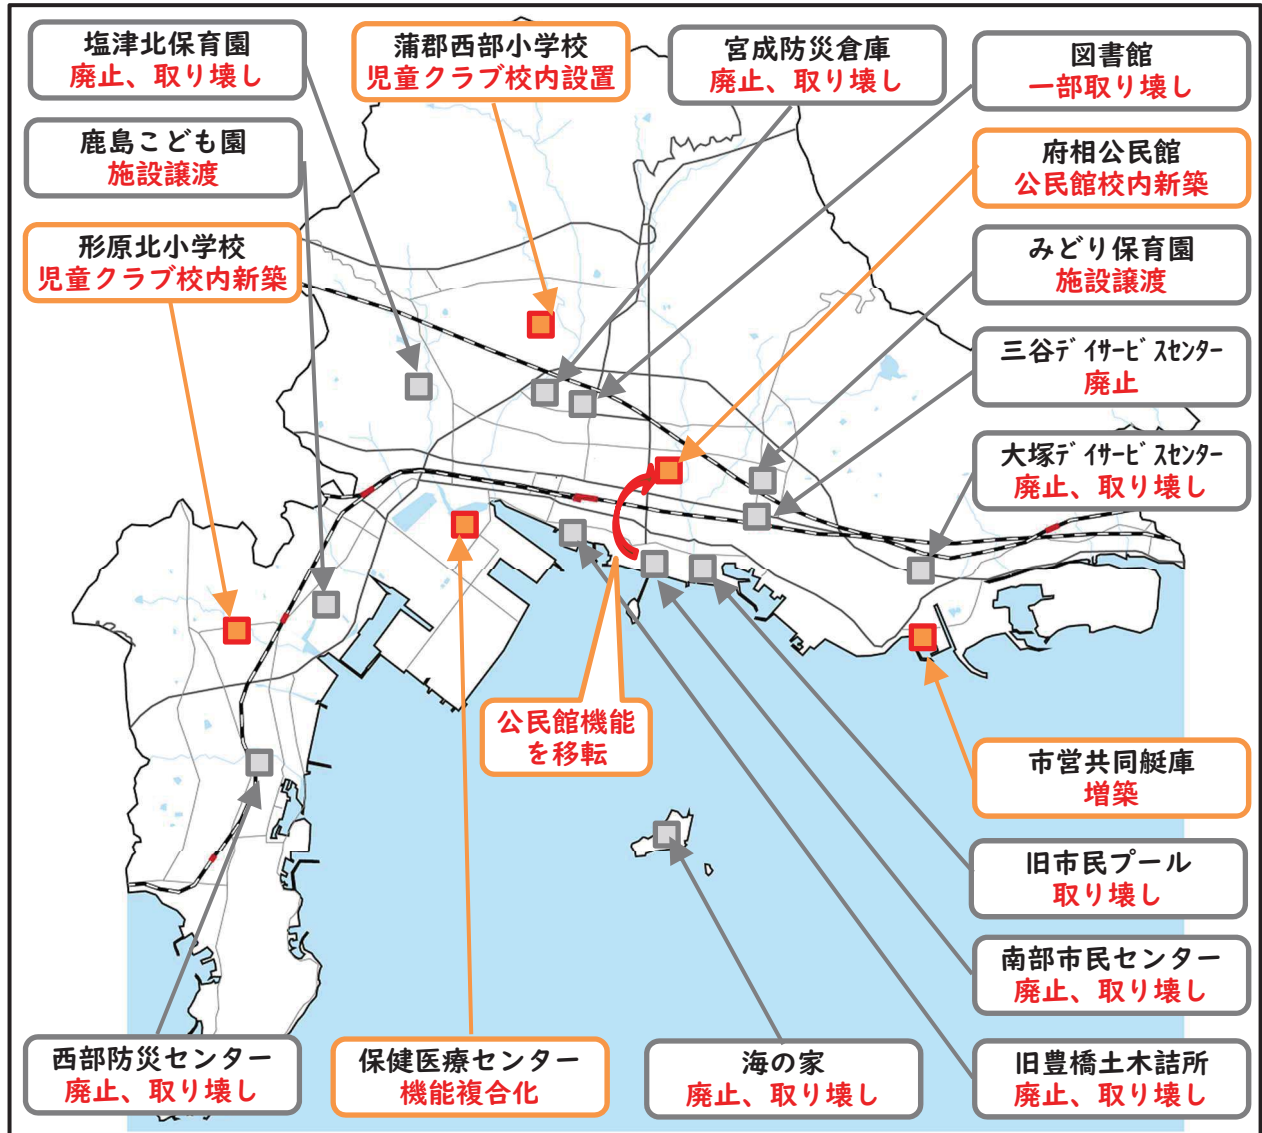 塩津北保育園
廃止、取り壊し
蒲郡西部小学校
児童クラブ校内設置
宮成防災倉庫
廃止、取り壊し
図書館
一部取り壊し
鹿島こども園
施設譲渡
府相公民館
公民館校内新築
形原北小学校
児童クラブ校内新築
みどり保育園
施設譲渡
三谷ﾃﾞｲｻｰﾋﾞｽｾﾝﾀｰ
廃止
大塚ﾃﾞｲｻｰﾋﾞｽｾﾝﾀｰ
廃止、取り壊し
公民館機能
を移転
市営共同艇庫
増築
旧市民プール
取り壊し
南部市民センター
廃止、取り壊し
西部防災センター
廃止、取り壊し
保健医療センター
機能複合化
海の家
廃止、取り壊し
旧豊橋土木詰所
廃止、取り壊し